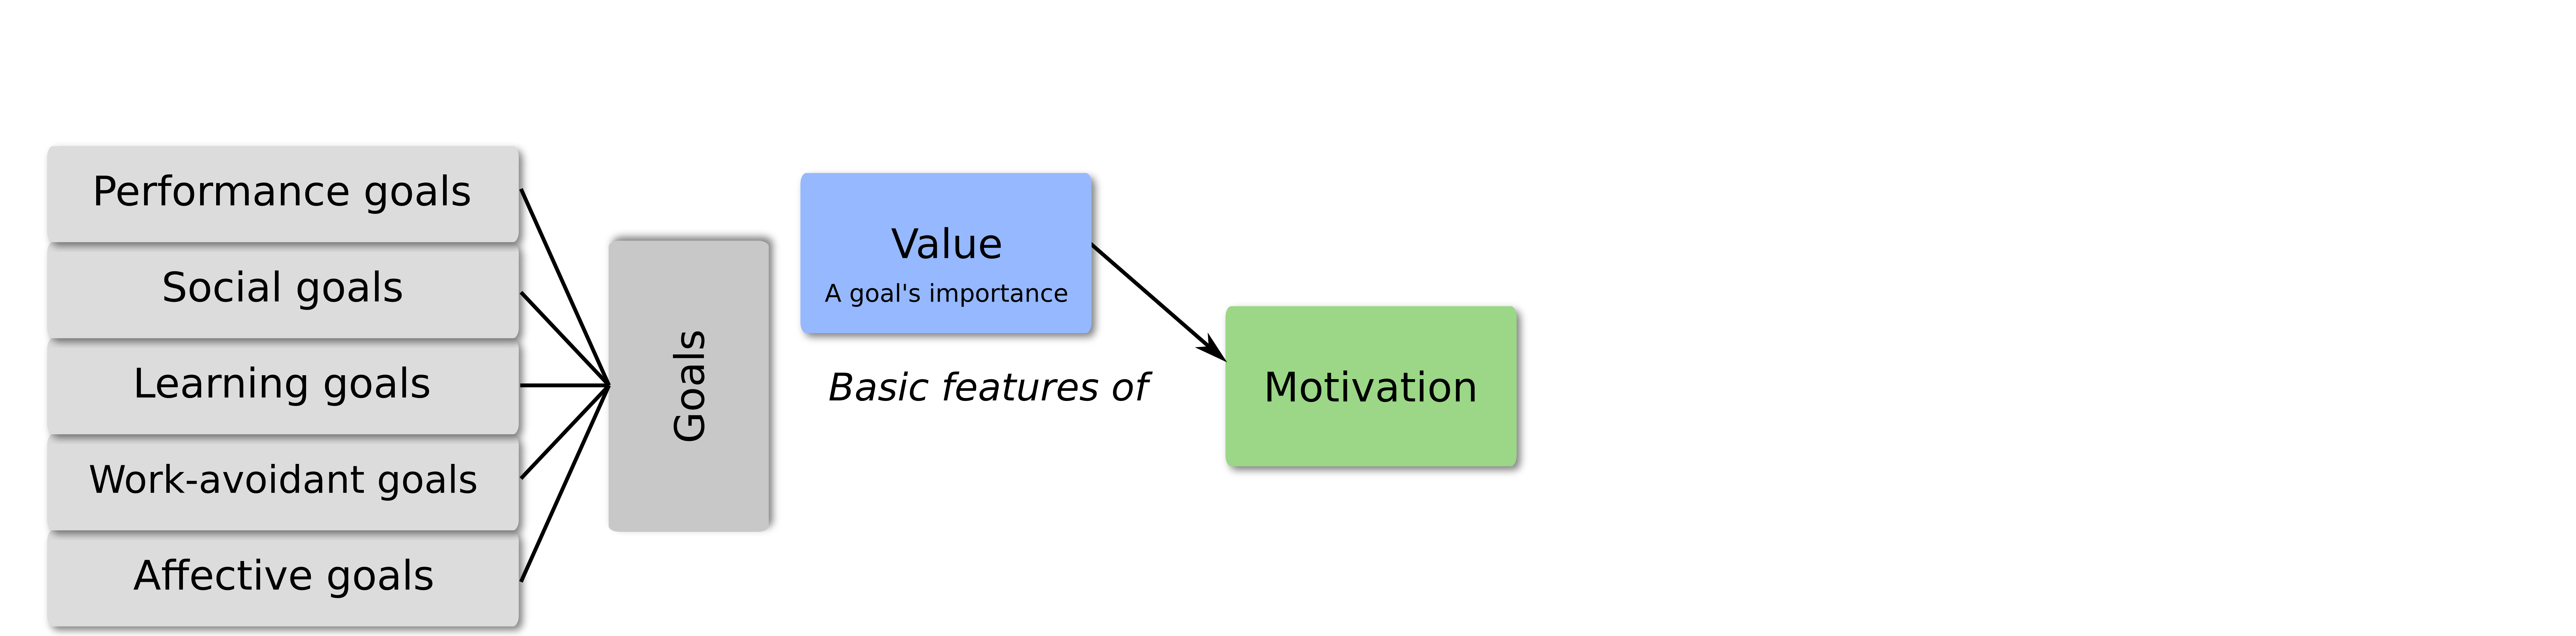 Performance goals
Social goals
Learning goals
Work-avoidant goals
Affective goals
Goals
Value
A goal's importance
Basic features of
Motivation